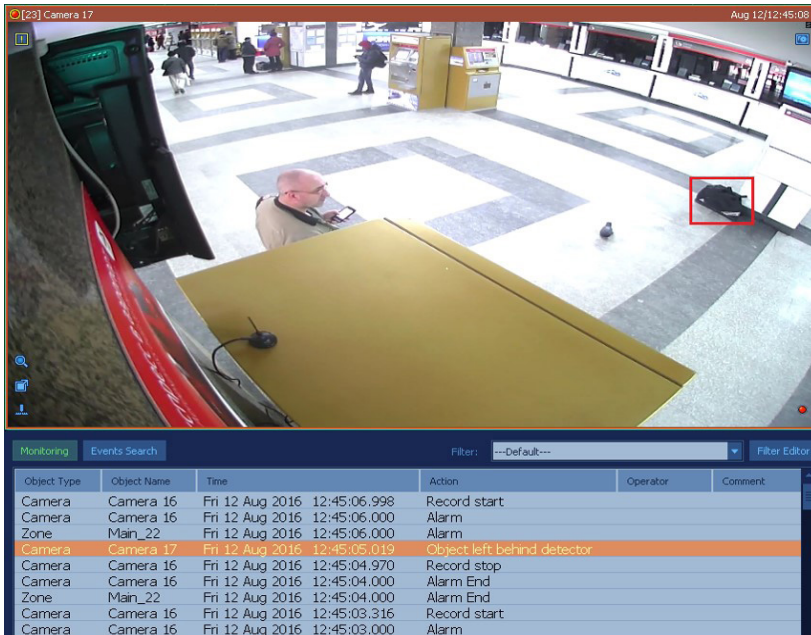 [23] Camera 17 Aug 12/12:45:08
Monitoring Events Search Filter: ---Default--- Filter Editor
Object Type Object Name Time Action Operator Comment
Camera Camera 16 Fri 12 Aug 2016 12:45:06.998 Record start
Camera Camera 16 Fri 12 Aug 2016 12:45:06.000 Alarm
Zone Main_22 Fri 12 Aug 2016 12:45:06.000 Alarm
Camera Camera 17 Fri 12 Aug 2016 12:45:05.019 Object left behind detector
Camera Camera 16 Fri 12 Aug 2016 12:45:04.970 Record stop
Camera Camera 16 Fri 12 Aug 2016 12:45:04.000 Alarm End
Zone Main_22 Fri 12 Aug 2016 12:45:04.000 Alarm End
Camera Camera 16 Fri 12 Aug 2016 12:45:03.316 Record start
Camera Camera 16 Fri 12 Aug 2016 12:45:03.000 Alarm